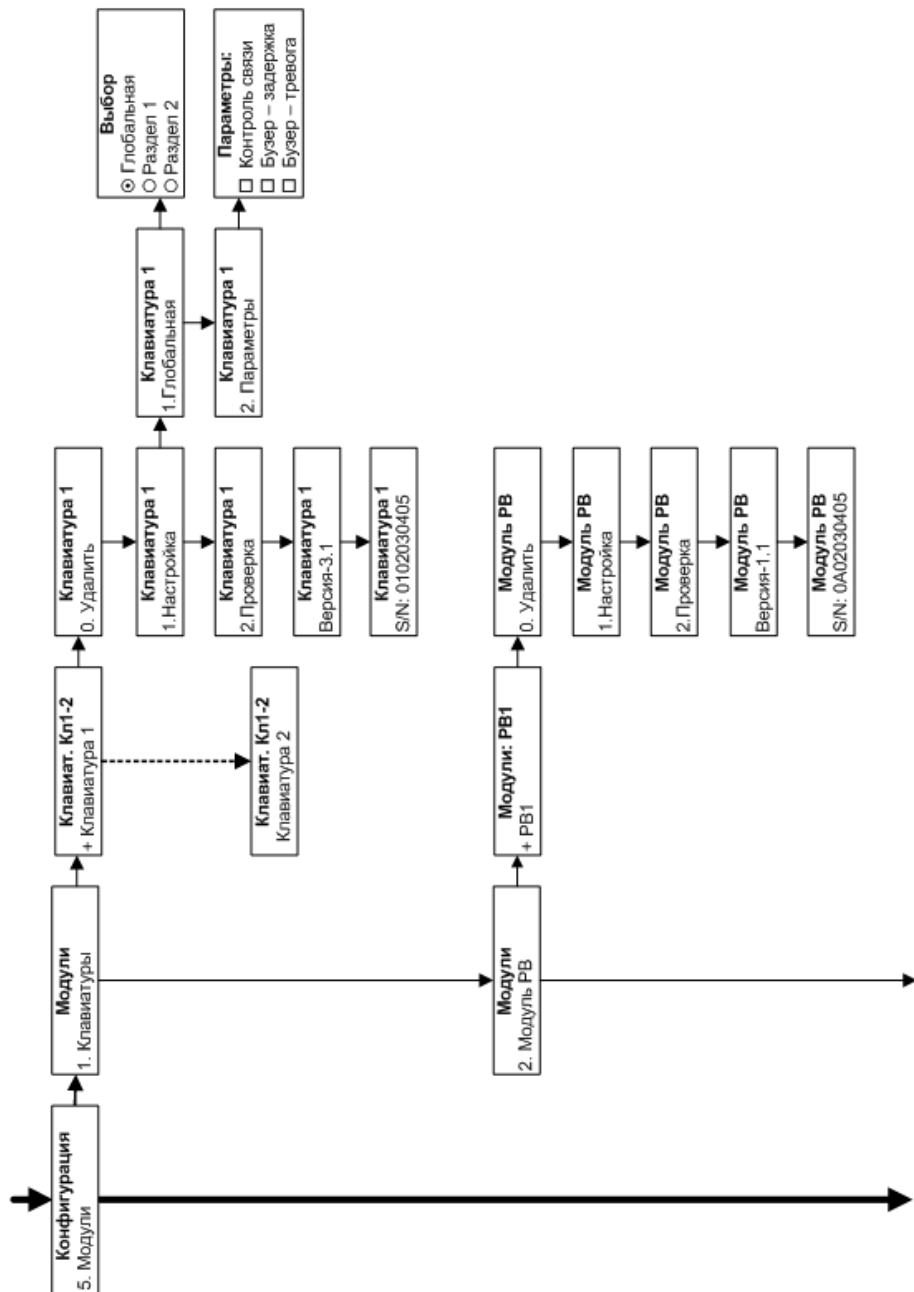 Конфигурация
5. Модули
Модули
1. Клавиатуры
Клавиат. Кл1-2
+ Клавиатура 1
Клавиат. Кл1-2
Клавиатура 2
Клавиатура 1
0. Удалить
Клавиатура 1
1.Настройка
Клавиатура 1
2.Проверка
Клавиатура 1
Версия-3.1
Клавиатура 1
S/N: 0102030405
Клавиатура 1
1.Глобальная
Клавиатура 1
2. Параметры
Выбор
Глобальная
Раздел 1
Раздел 2
Параметры:
Контроль связи
Бузер – задержка
Бузер – тревога
Модули
2. Модуль РВ
Модули: РВ1
+ РВ1
Модуль РВ
0. Удалить
Модуль РВ
1.Настройка
Модуль РВ
2.Проверка
Модуль РВ
Версия-1.1
Модуль РВ
S/N: 0A02030405